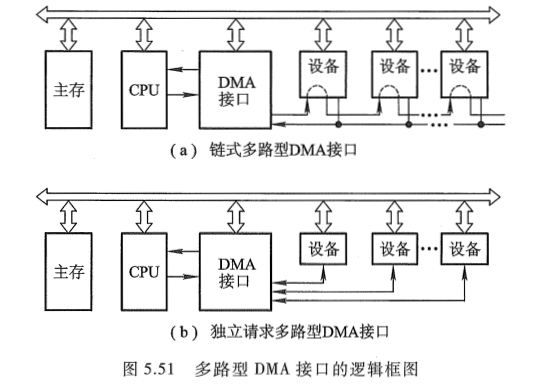 主存
CPU
DMA
接口
设备
设备
···
设备
···
···
(a) 链式多路型DMA接口
主存
CPU
DMA
接口
设备
设备
···
设备
(b) 独立请求多路型DMA接口
图 5.51 多路型 DMA 接口的逻辑框图